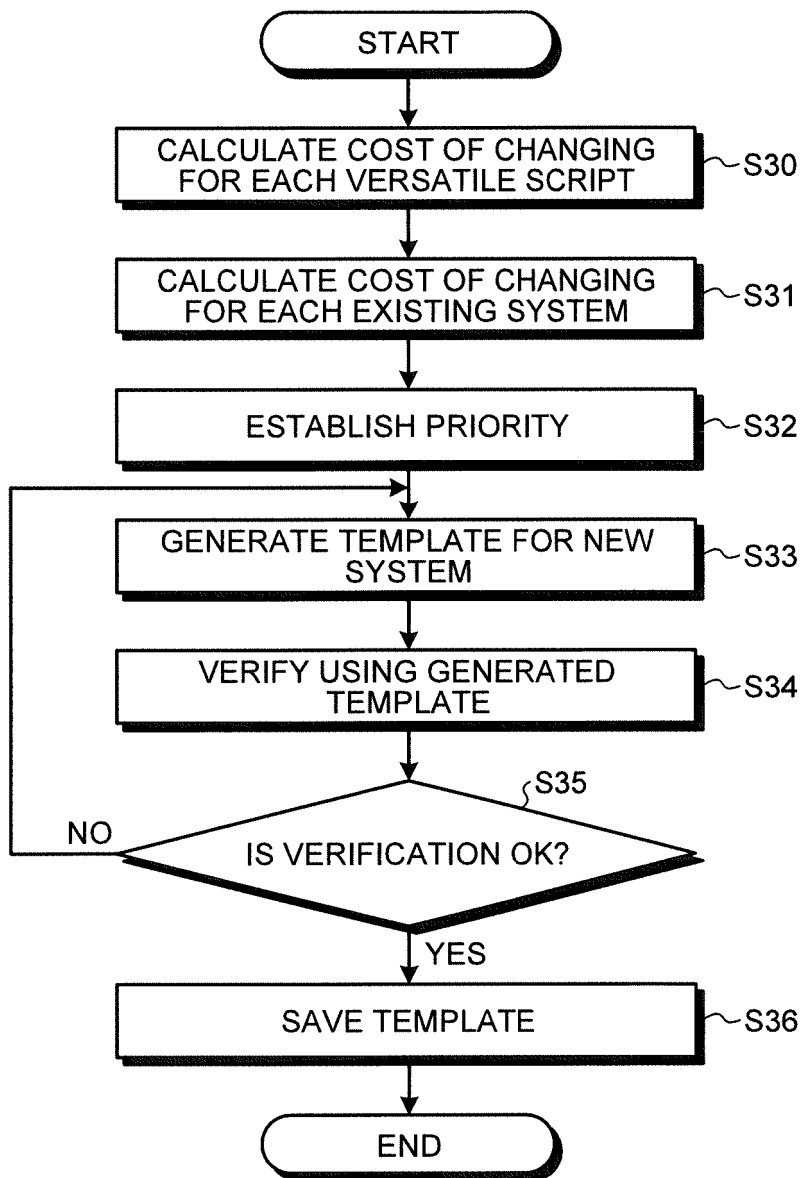 START
CALCULATE COST OF CHANGING
FOR EACH VERSATILE SCRIPT
S30
CALCULATE COST OF CHANGING
FOR EACH EXISTING SYSTEM
S31
ESTABLISH PRIORITY
S32
GENERATE TEMPLATE FOR NEW
SYSTEM
S33
VERIFY USING GENERATED
TEMPLATE
S34
S35
NO
IS VERIFICATION OK?
YES
SAVE TEMPLATE
S36
END